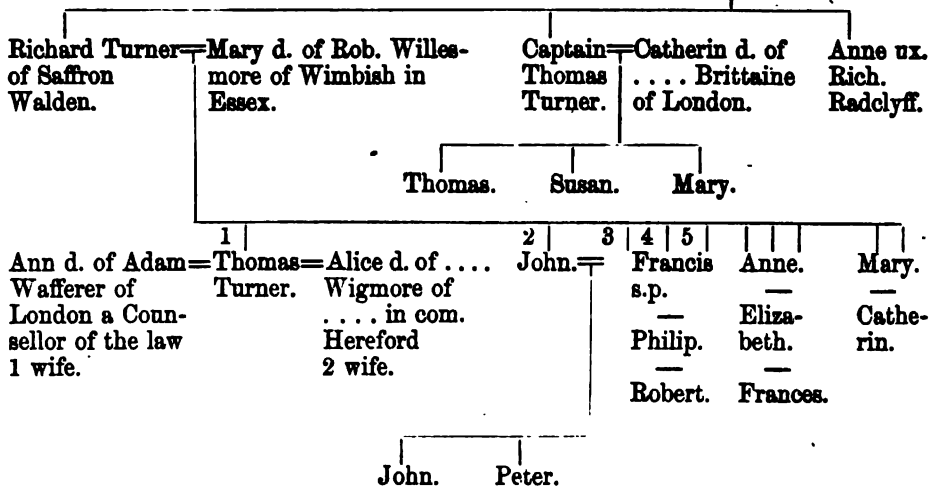 Richard Turner=Mary d. of Rob. Willes-
of Saffron more of Wimbish in
Walden. Essex.
Captain=Catherin d. of
Thomas .... Brittaine
Turner. of London.
Anne ux.
Rich.
Radclyff.
Thomas. Susan. Mary.
1 2 3 4 5
Ann d. of Adam=Thomas=Alice d. of ....
Wafferer of Turner. Wigmore of
London a Coun- .... in com.
sellor of the law Hereford
1 wife. 2 wife.
John.=
Francis
s.p.
—
Philip.
—
Robert.
Anne.
—
Eliza-
beth.
—
Frances.
Mary.
—
Cathe-
rin.
John. Peter.